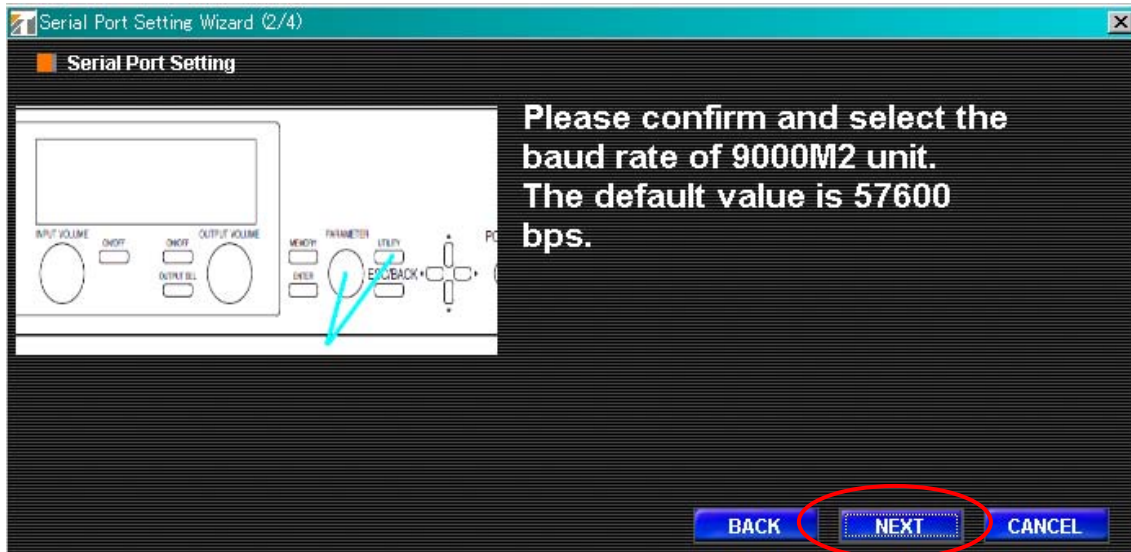 Serial Port Setting Wizard (2/4)
Serial Port Setting
Please confirm and select the
baud rate of 9000M2 unit.
The default value is 57600
bps.
INPUT VOLUME
ON/OFF
ON/OFF
OUTPUT VOLUME
OUTPUT SEL
MEMORY
PARAMETER
UTILITY
ENTER
ESC/BACK
PO
BACK
NEXT
CANCEL